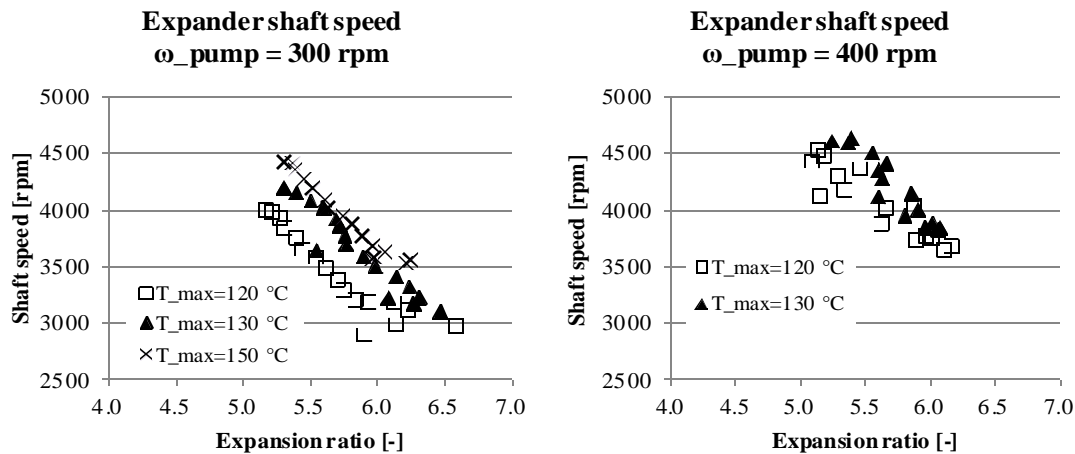 Expander shaft speed
ω_pump = 300 rpm
Shaft speed [rpm]
5000
4500
4000
3500
3000
2500
T_max=120 °C
T_max=130 °C
T_max=150 °C
4.0 4.5 5.0 5.5 6.0 6.5 7.0
Expansion ratio [-]
Expander shaft speed
ω_pump = 400 rpm
Shaft speed [rpm]
5000
4500
4000
3500
3000
2500
T_max=120 °C
T_max=130 °C
4.0 4.5 5.0 5.5 6.0 6.5 7.0
Expansion ratio [-]